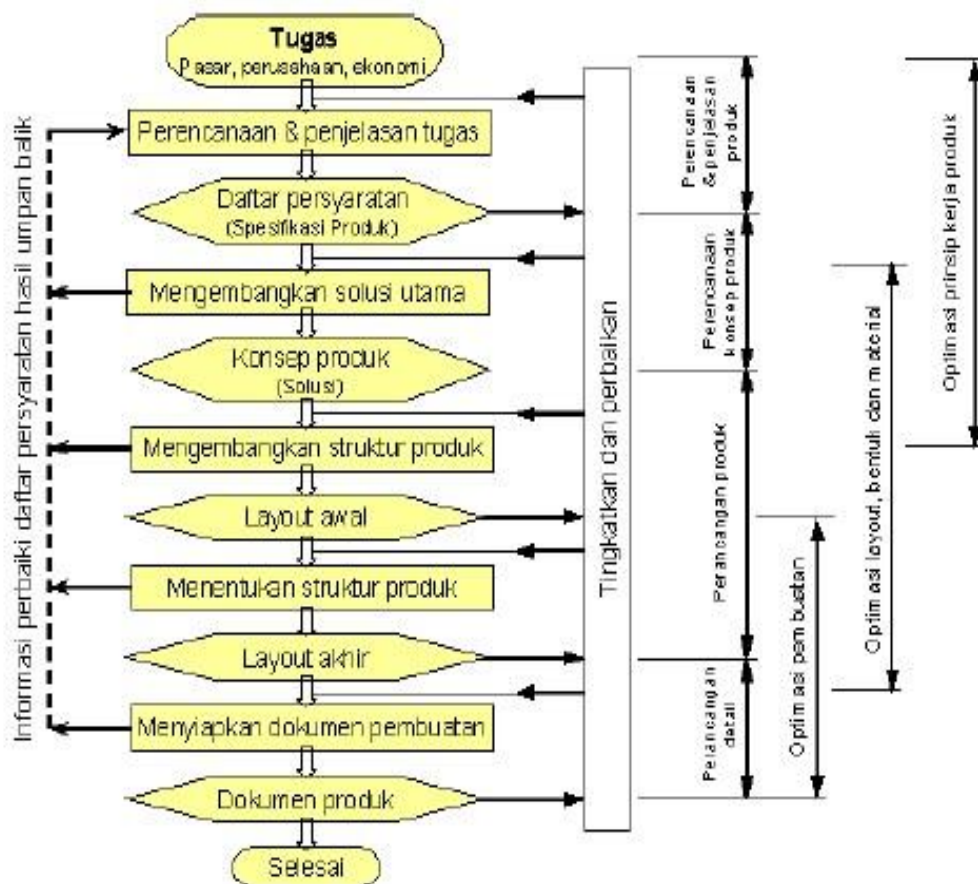 Tugas
Pasar, perusahaan, ekonomi
Perencanaan & penjelasan tugas
Daftar persyaratan
(Spesifikasi Produk)
Mengembangkan solusi utama
Konsep produk
(Solusi)
Mengembangkan struktur produk
Layout awal
Menentukan struktur produk
Layout akhir
Menyiapkan dokumen pembuatan
Dokumen produk
Selesai
Informasi perbaiki daftar persyaratan hasil umpan balik
Tingkatkan dan perbaikan
Perencanaan
& penjelasan
produk
Perencanaan
konsep produk
Perancangan produk
Pelancangan
detail
Optimasi pembuatan
Optimasi layout, bentuk dan material
Optimasi prinsip kerja produk